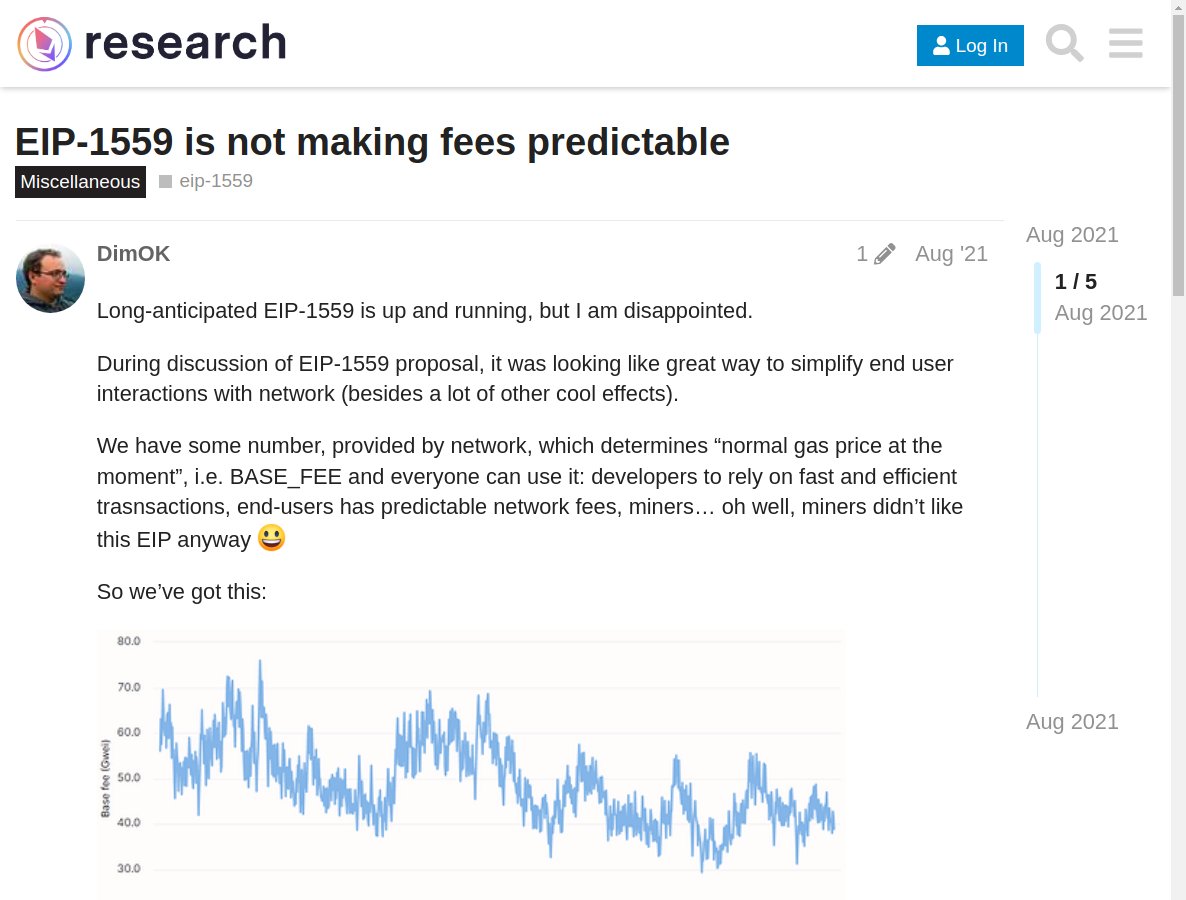 research
Log In
EIP-1559 is not making fees predictable
Miscellaneous eip-1559
DimOK
1 Aug '21
Long-anticipated EIP-1559 is up and running, but I am disappointed.
During discussion of EIP-1559 proposal, it was looking like great way to simplify end user
interactions with network (besides a lot of other cool effects).
We have some number, provided by network, which determines “normal gas price at the
moment”, i.e. BASE_FEE and everyone can use it: developers to rely on fast and efficient
trasnsactions, end-users has predictable network fees, miners… oh well, miners didn’t like
this EIP anyway 😃
So we’ve got this:
80.0
70.0
60.0
50.0
40.0
30.0
Base fee (Gwei)
Aug 2021
1 / 5
Aug 2021
Aug 2021